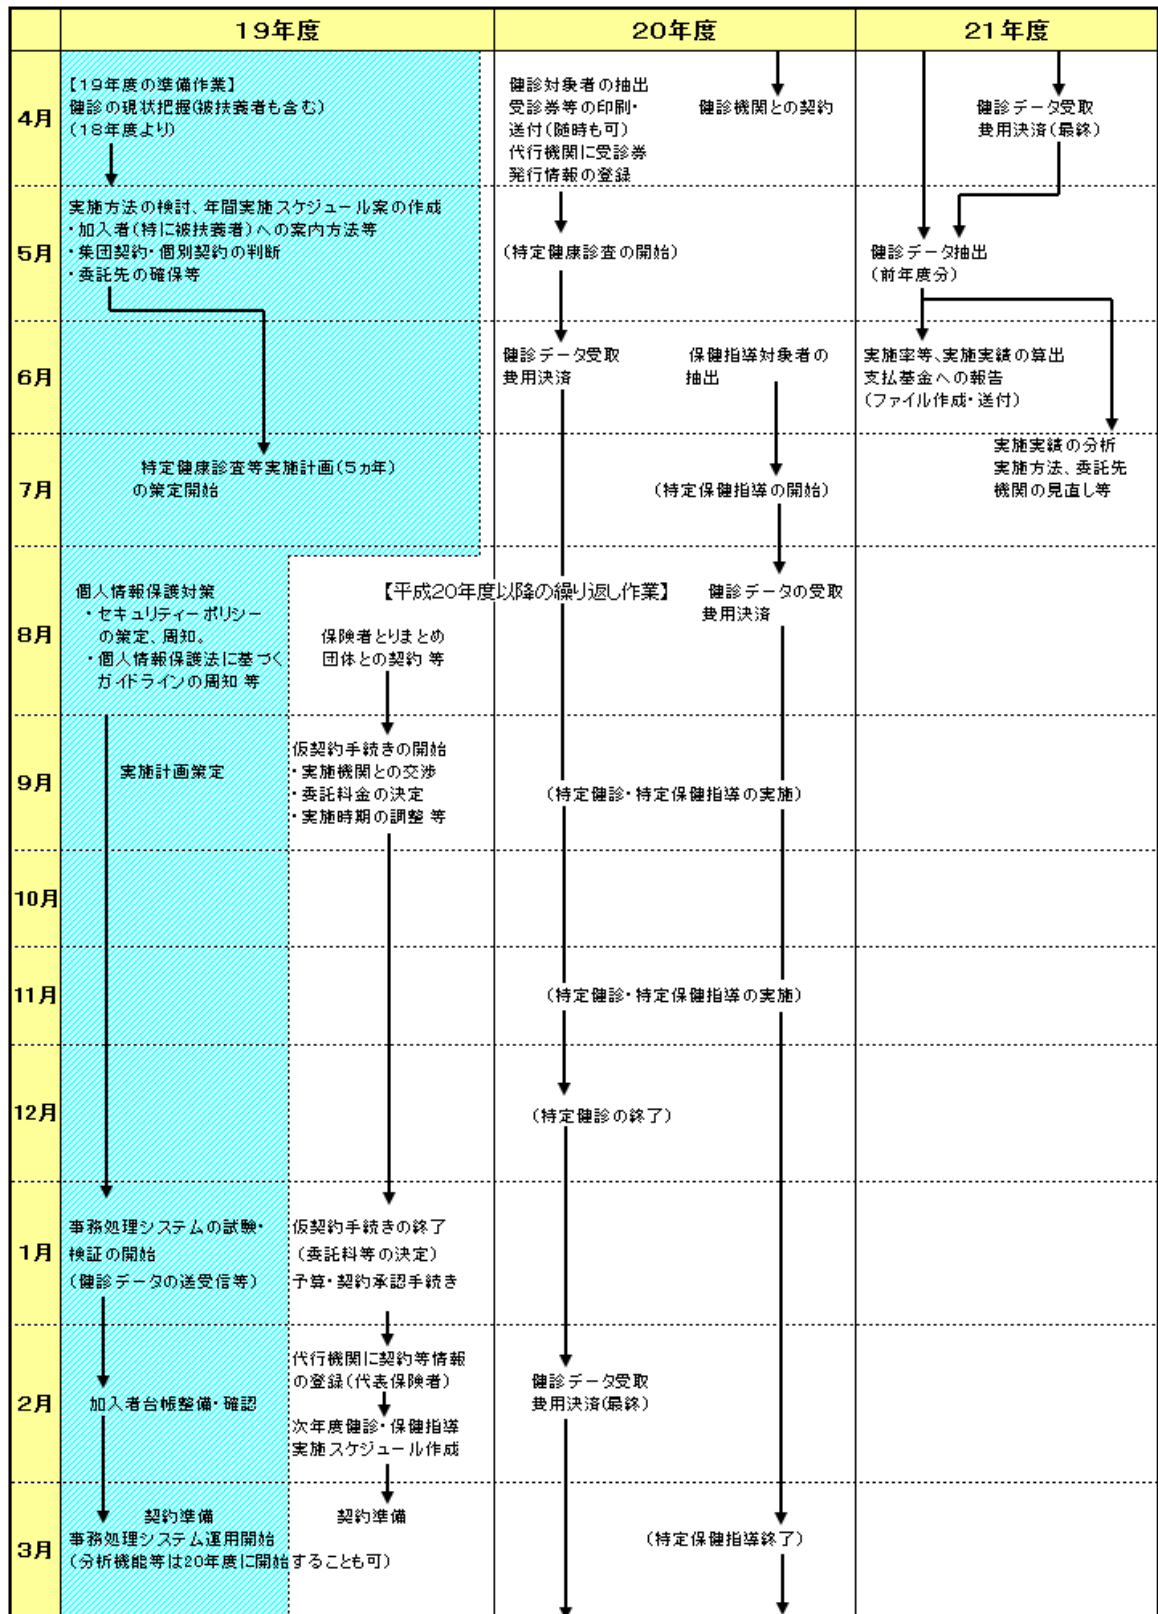 19年度
20年度
21年度
4月
【19年度の準備作業】
健診の現状把握(被扶養者も含む)
(18年度より)
健診対象者の抽出
受診券等の印刷・
送付(随時も可)
代行機関に受診券
発行情報の登録
健診機関との契約
健診データ受取
費用決済(最終)
5月
実施方法の検討、年間実施スケジュール案の作成
・加入者(特に被扶養者)への案内方法等
・集団契約・個別契約の判断
・委託先の確保等
(特定健康診査の開始)
健診データ抽出
(前年度分)
6月
健診データ受取
費用決済
保健指導対象者の
抽出
実施率等、実施実績の算出
支払基金への報告
(ファイル作成・送付)
7月
特定健康診査等実施計画(5ヵ年)
の策定開始
(特定保健指導の開始)
実施実績の分析
実施方法、委託先
機関の見直し等
8月
個人情報保護対策
・セキュリティーポリシー
の策定、周知。
・個人情報保護法に基づく
ガイドラインの周知 等
【平成20年度以降の繰り返し作業】
保険者とりまとめ
団体との契約 等
健診データの受取
費用決済
9月
実施計画策定
仮契約手続きの開始
・実施機関との交渉
・委託料金の決定
・実施時期の調整 等
(特定健診・特定保健指導の実施)
10月
11月
(特定健診・特定保健指導の実施)
12月
(特定健診の終了)
1月
事務処理システムの試験・
検証の開始
(健診データの送受信等)
仮契約手続きの終了
(委託料等の決定)
予算・契約承認手続き
2月
加入者台帳整備・確認
代行機関に契約等情報
の登録(代表保険者)
次年度健診・保健指導
実施スケジュール作成
健診データ受取
費用決済(最終)
3月
契約準備
事務処理システム運用開始
(分析機能等は20年度に開始することも可)
契約準備
(特定保健指導終了)